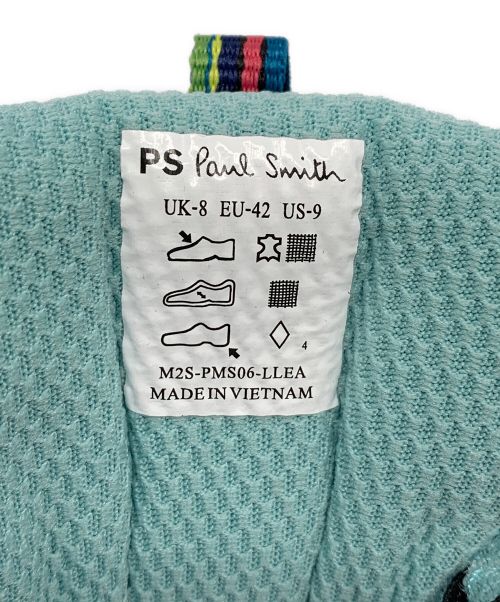 PS Paul Smith
UK-8 EU-42 US-9
4
M2S-PMS06-LLEA
MADE IN VIETNAM